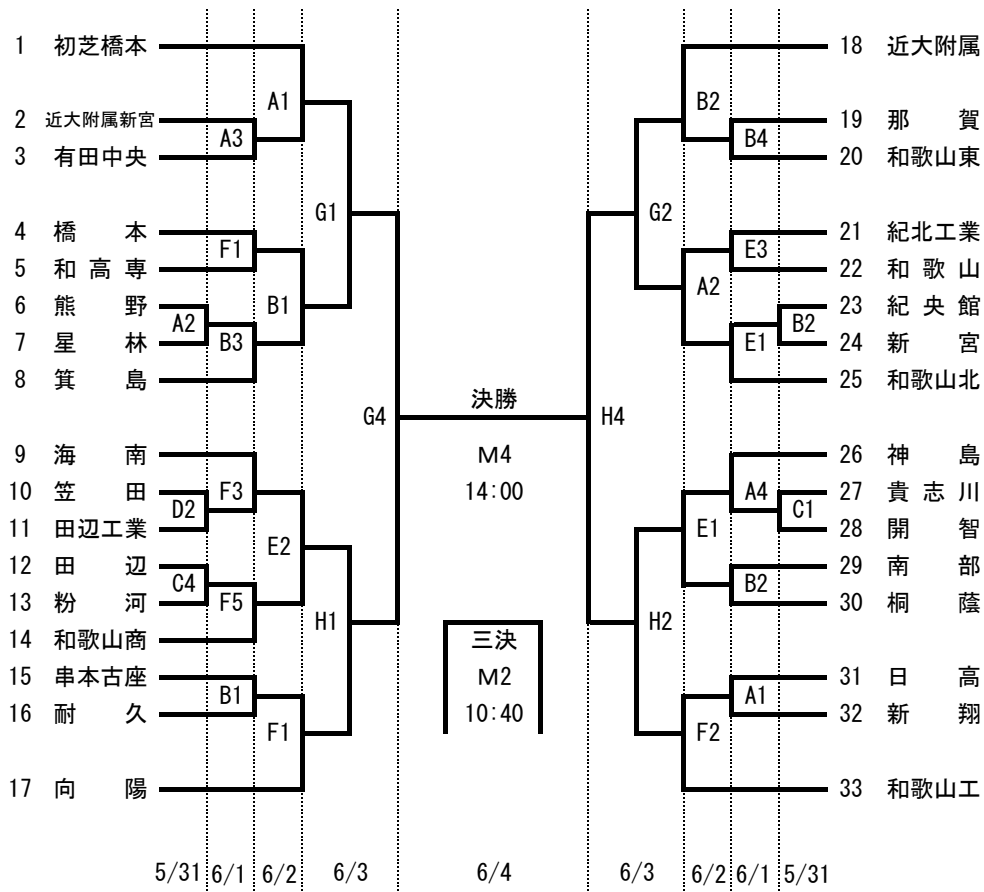 1 初芝橋本
2 近大附属新宮
3 有田中央
4 橋本
5 和高専
6 熊野
7 星林
8 箕島
9 海南
10 笠田
11 田辺工業
12 田辺
13 粉河
14 和歌山商
15 串本古座
16 耐久
17 向陽
A3
F1
A2
B3
D2
F3
C4
F5
B1
A1
B1
E2
F1
G1
H1
G4
決勝
M4
14:00
三決
M2
10:40
H4
G2
H2
B2
A2
E1
F2
B4
E3
E1
B2
A4
C1
B2
A1
18 近大附属
19 那賀
20 和歌山東
21 紀北工業
22 和歌山
23 紀央館
24 新宮
25 和歌山北
26 神島
27 貴志川
28 開智
29 南部
30 桐蔭
31 日高
32 新翔
33 和歌山工
5/31 6/1 6/2 6/3 6/4 6/3 6/2 6/1 5/31